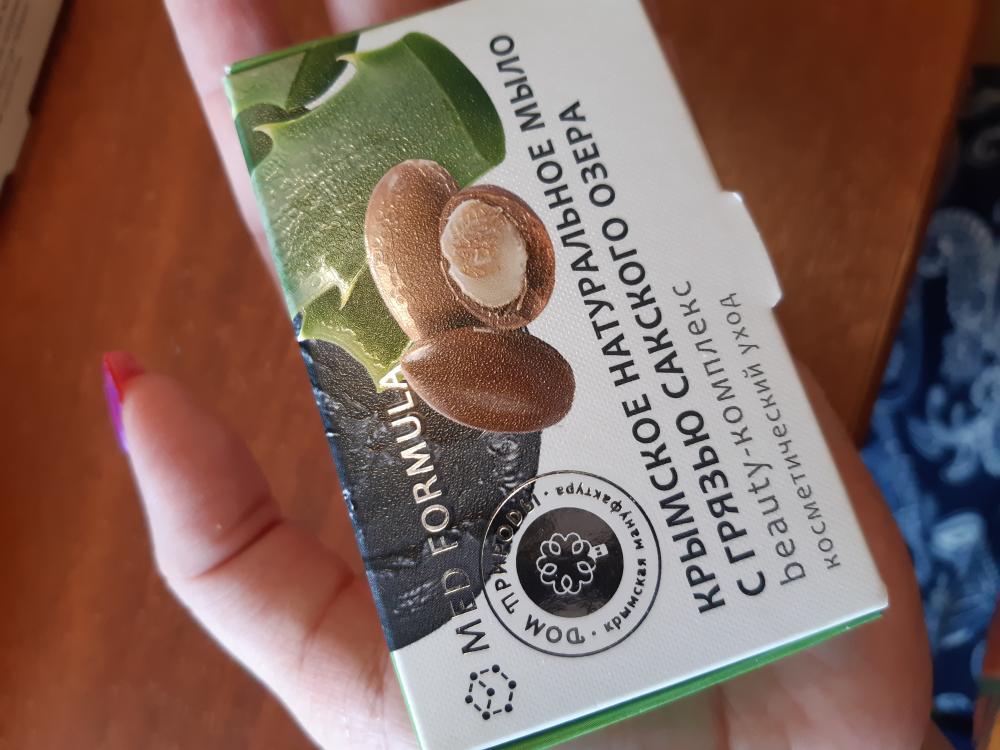 MED FORMULA
ДОМ ПРИРОДЫ
• крымская мануфактура •
КРЫМСКОЕ НАТУРАЛЬНОЕ МЫЛО
С ГРЯЗЬЮ САКСКОГО ОЗЕРА
beauty-комплекс
косметический уход